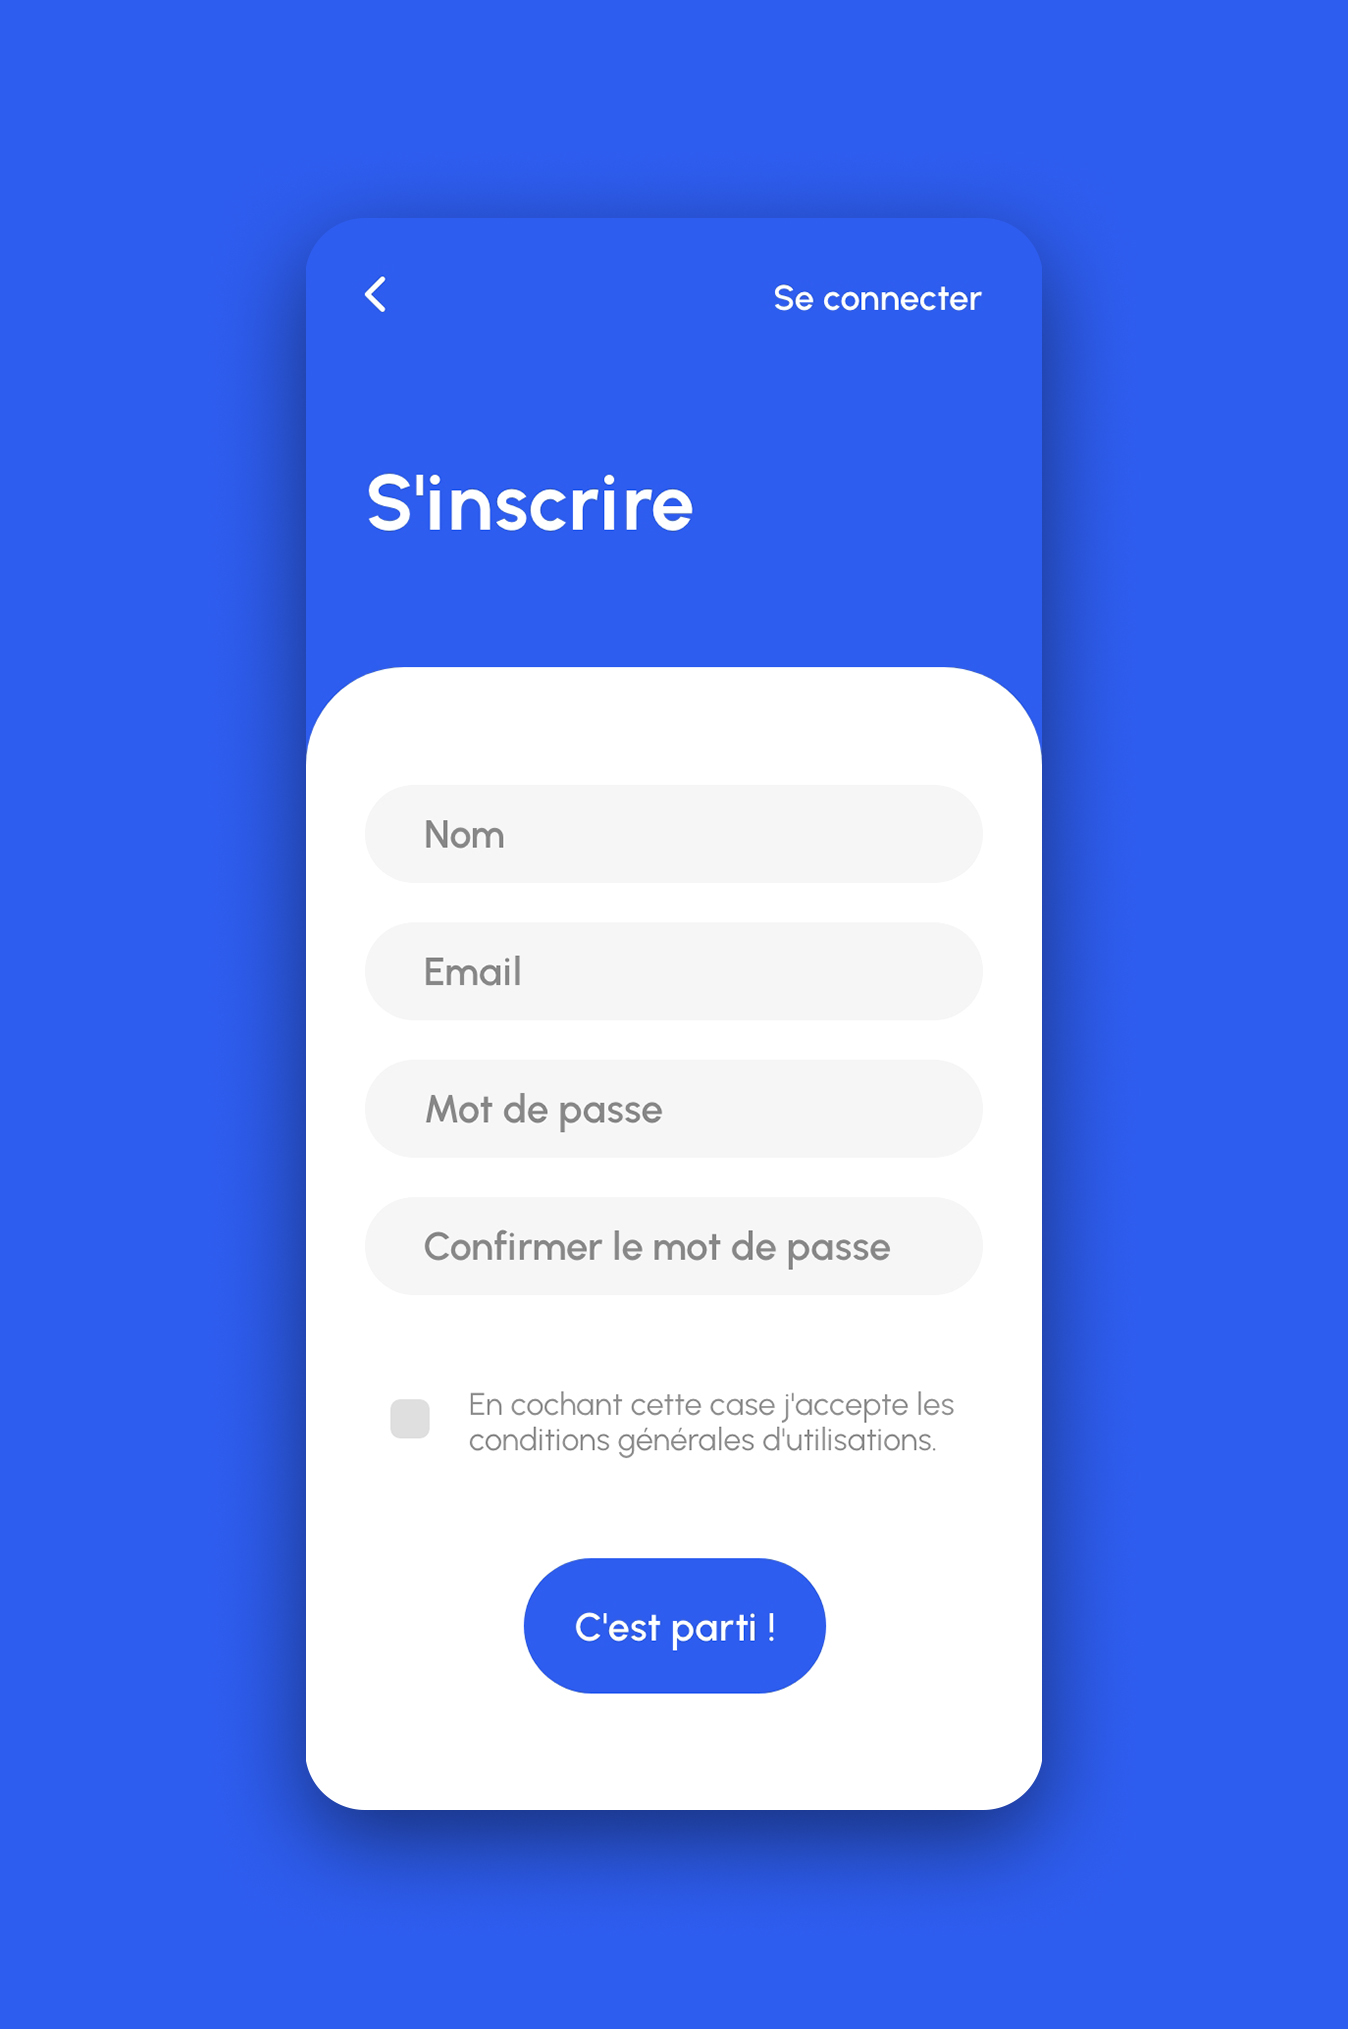 Se connecter
S'inscrire
Nom
Email
Mot de passe
Confirmer le mot de passe
En cochant cette case j'accepte les
conditions générales d'utilisations.
C'est parti !